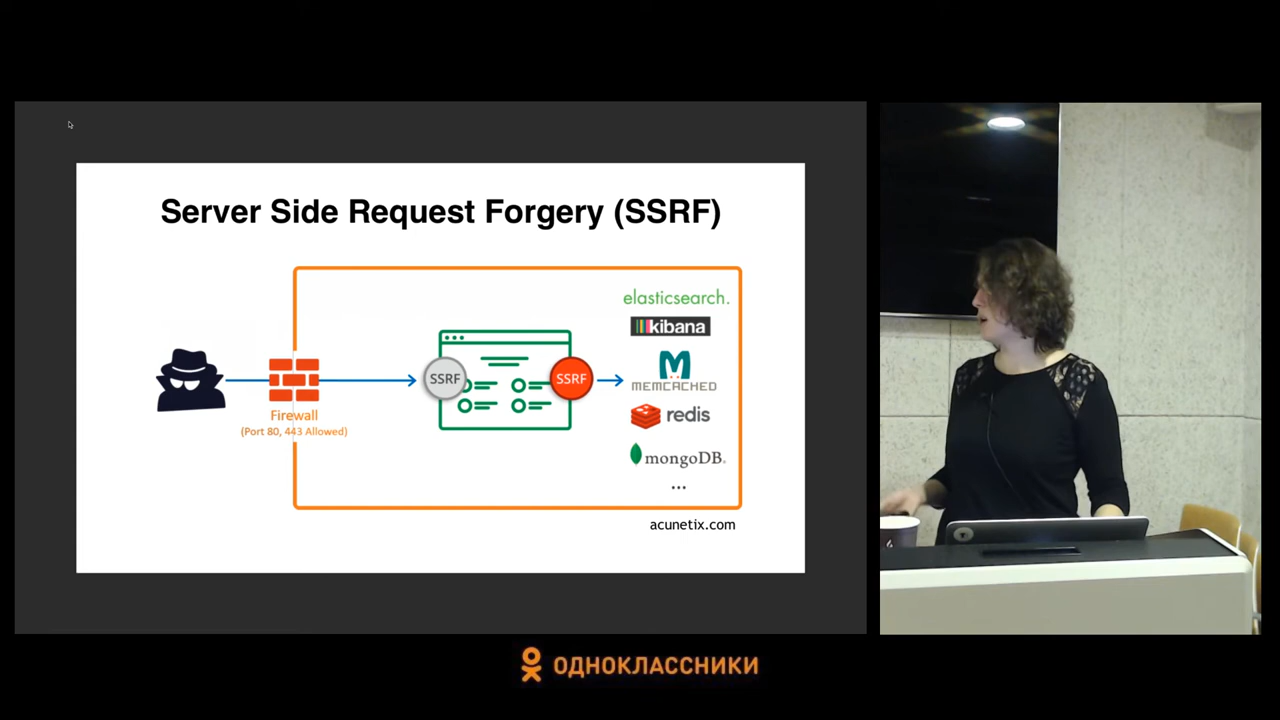 Server Side Request Forgery (SSRF)
elasticsearch.
kibana
MEMCACHED
SSRF
SSRF
redis
Firewall
(Port 80, 443 Allowed)
mongoDB.
...
acunetix.com
ОДНОКЛАССНИКИ